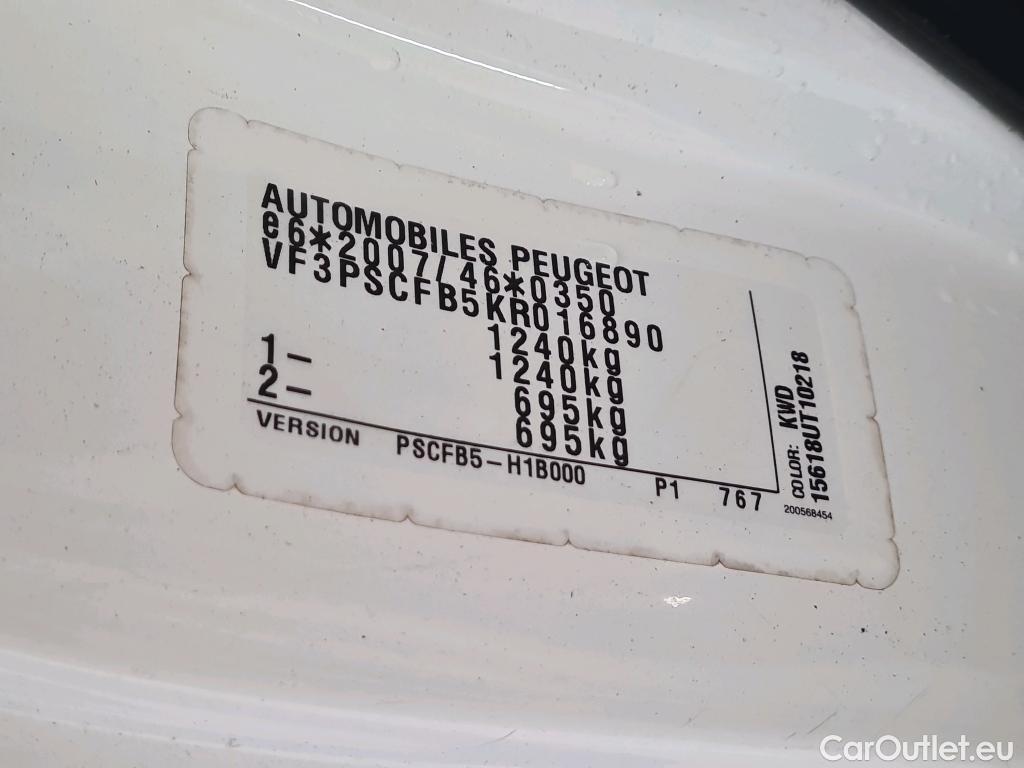 AUTOMOBILES PEUGEOT
e6*2007/46*0350
VF3PSCFB5KR016890
1240kg
1240kg
1- 695kg
2- 695kg
VERSION PSCFB5-H1B000 P1 767
COLOR: KWD
15618UT10218
200568454
CarOutlet.eu